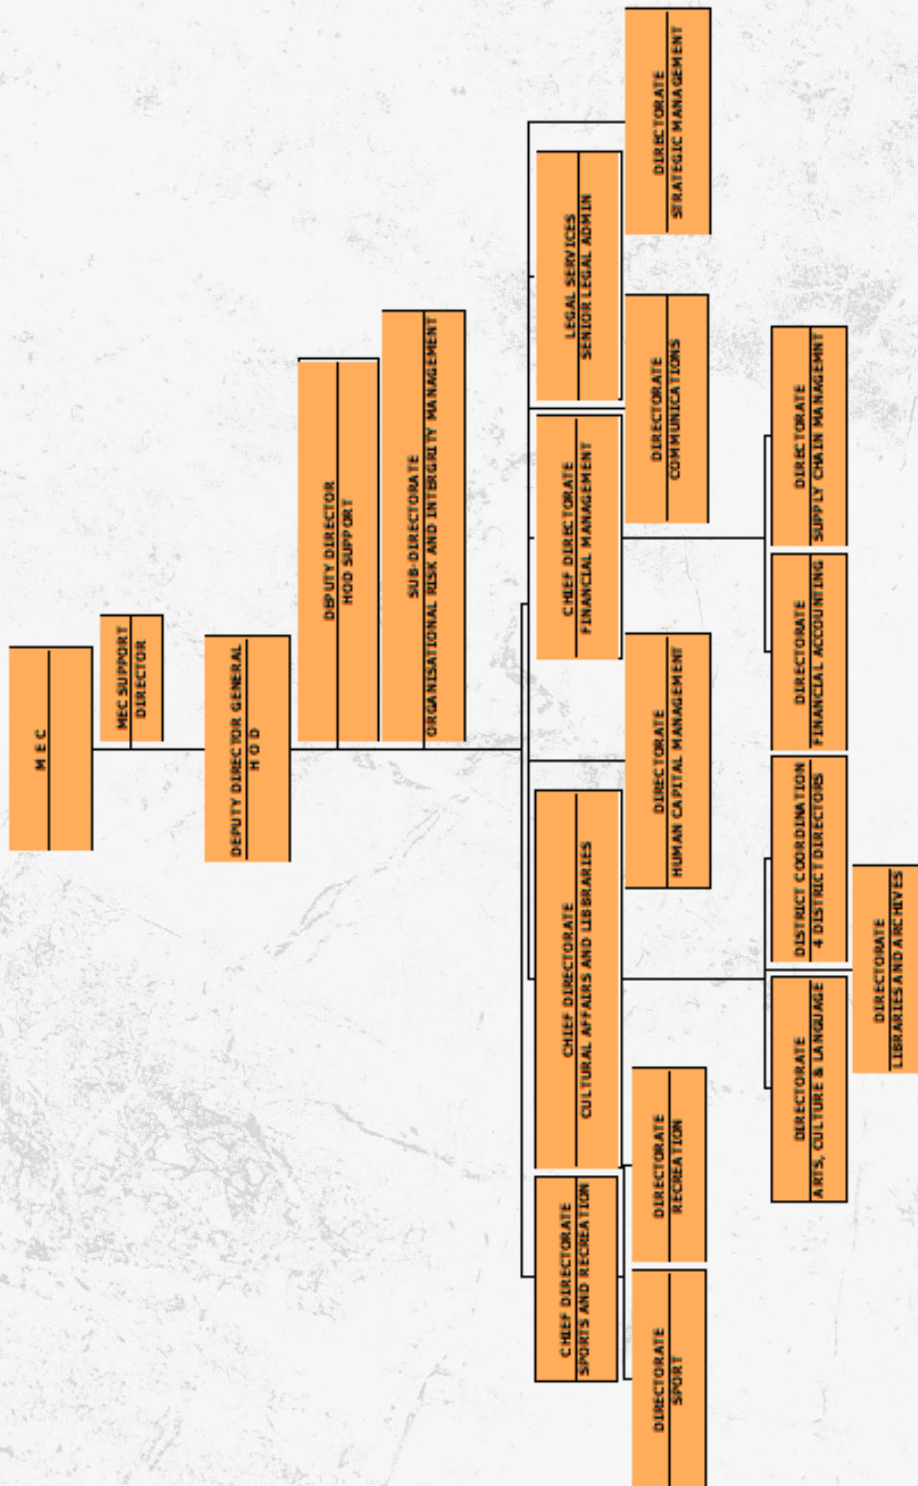 M E C
MEC SUPPORT
DIRECTOR
DEPUTY DIRECTOR GENERAL
H O D
DEPUTY DIRECTOR
HOD SUPPORT
SUB-DIRECTORATE
ORGANISATIONAL RISK AND INTERGRITY MANAGEMENT
CHIEF DIRECTORATE
SPORTS AND RECREATION
CHIEF DIRECTORATE
CULTURAL AFFAIRS AND LIBBRARIES
CHIEF DIRECTORATE
FINANCIAL MANAGEMENT
LEGAL SERVICES
SENIOR LEGAL ADMIN
DIRECTORATE
SPORT
DIRECTORATE
RECREATION
DIRECTORATE
HUMAN CAPITAL MANAGEMENT
DIRECTORATE
COMMUNICATIONS
DIRECTORATE
STRATEGIC MANAGEMENT
DIRECTORATE
ARTS, CULTURE & LANGUAGE
DISTRICT COORDINATION
4 DISTRICT DIRECTORS
DIRECTORATE
FINANCIAL ACCOUNTING
DIRECTORATE
SUPPLY CHAIN MANAGEMNT
DIRECTORATE
LIBRARIES AND ARCHIVES